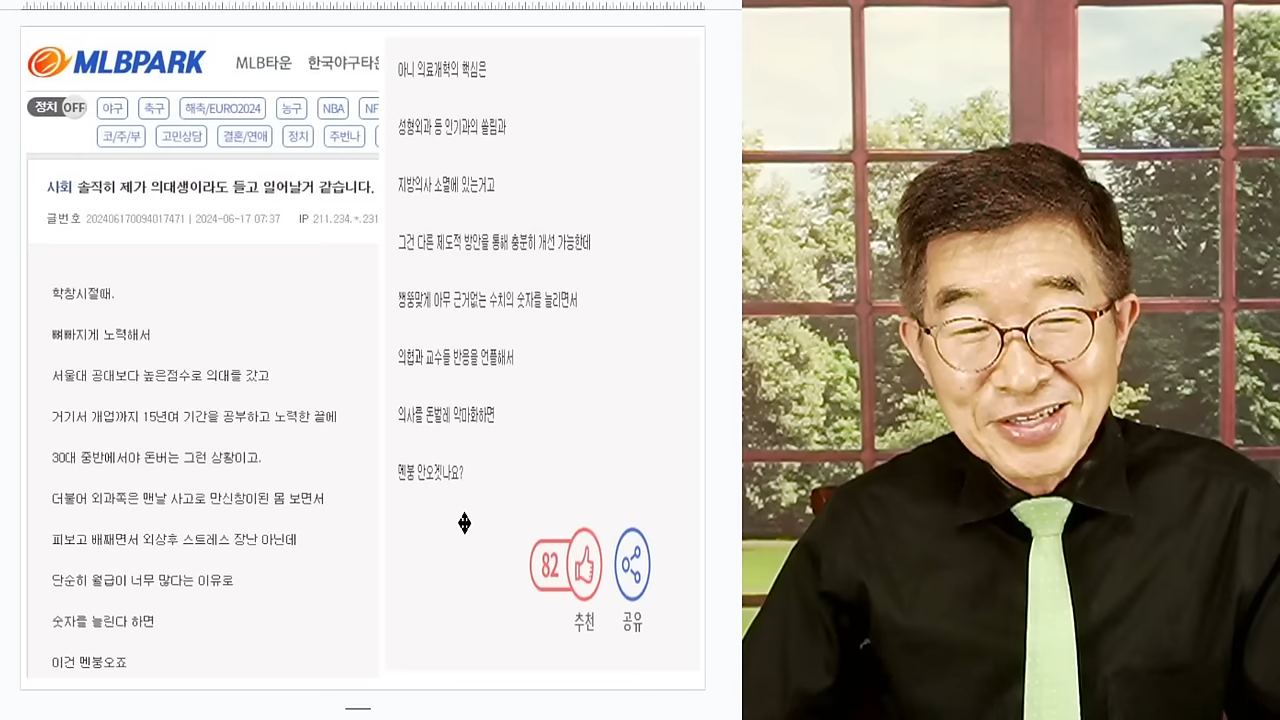 MLBPARK MLB타운 한국야구타운
정치 OFF 야구 축구 해축/EURO2024 농구 NBA NF
코/주/부 고민상담 결혼/연애 정치 주번나
사회 솔직히 제가 의대생이라도 들고 일어날거 같습니다.
글번호 202406170094017471 | 2024-06-17 07:37 IP 211.234.*.231
학창시절때.
뼈빠지게 노력해서
서울대 공대보다 높은점수로 의대를 갔고
거기서 개업까지 15년여 기간을 공부하고 노력한 끝에
30대 중반에서야 돈버는 그런 상황이고.
더불어 외과쪽은 맨날 사고로 만신창이된 몸 보면서
피보고 배째면서 외상후 스트레스 장난 아닌데
단순히 월급이 너무 많다는 이유로
숫자를 늘린다 하면
이건 멘붕오죠
아니 의료개혁의 핵심은
성형외과 등 인기과의 쏠림과
지방의사 소멸에 있는거고
그건 다른 제도적 방안을 통해 충분히 개선 가능한데
뺑뚱맞게 아무 근거없는 수치의 숫자를 늘리면서
의협과 교수들 반응을 언플해서
의사를 돈벌레 악마화하면
멘붕 안오겟나요?
82
추천 공유